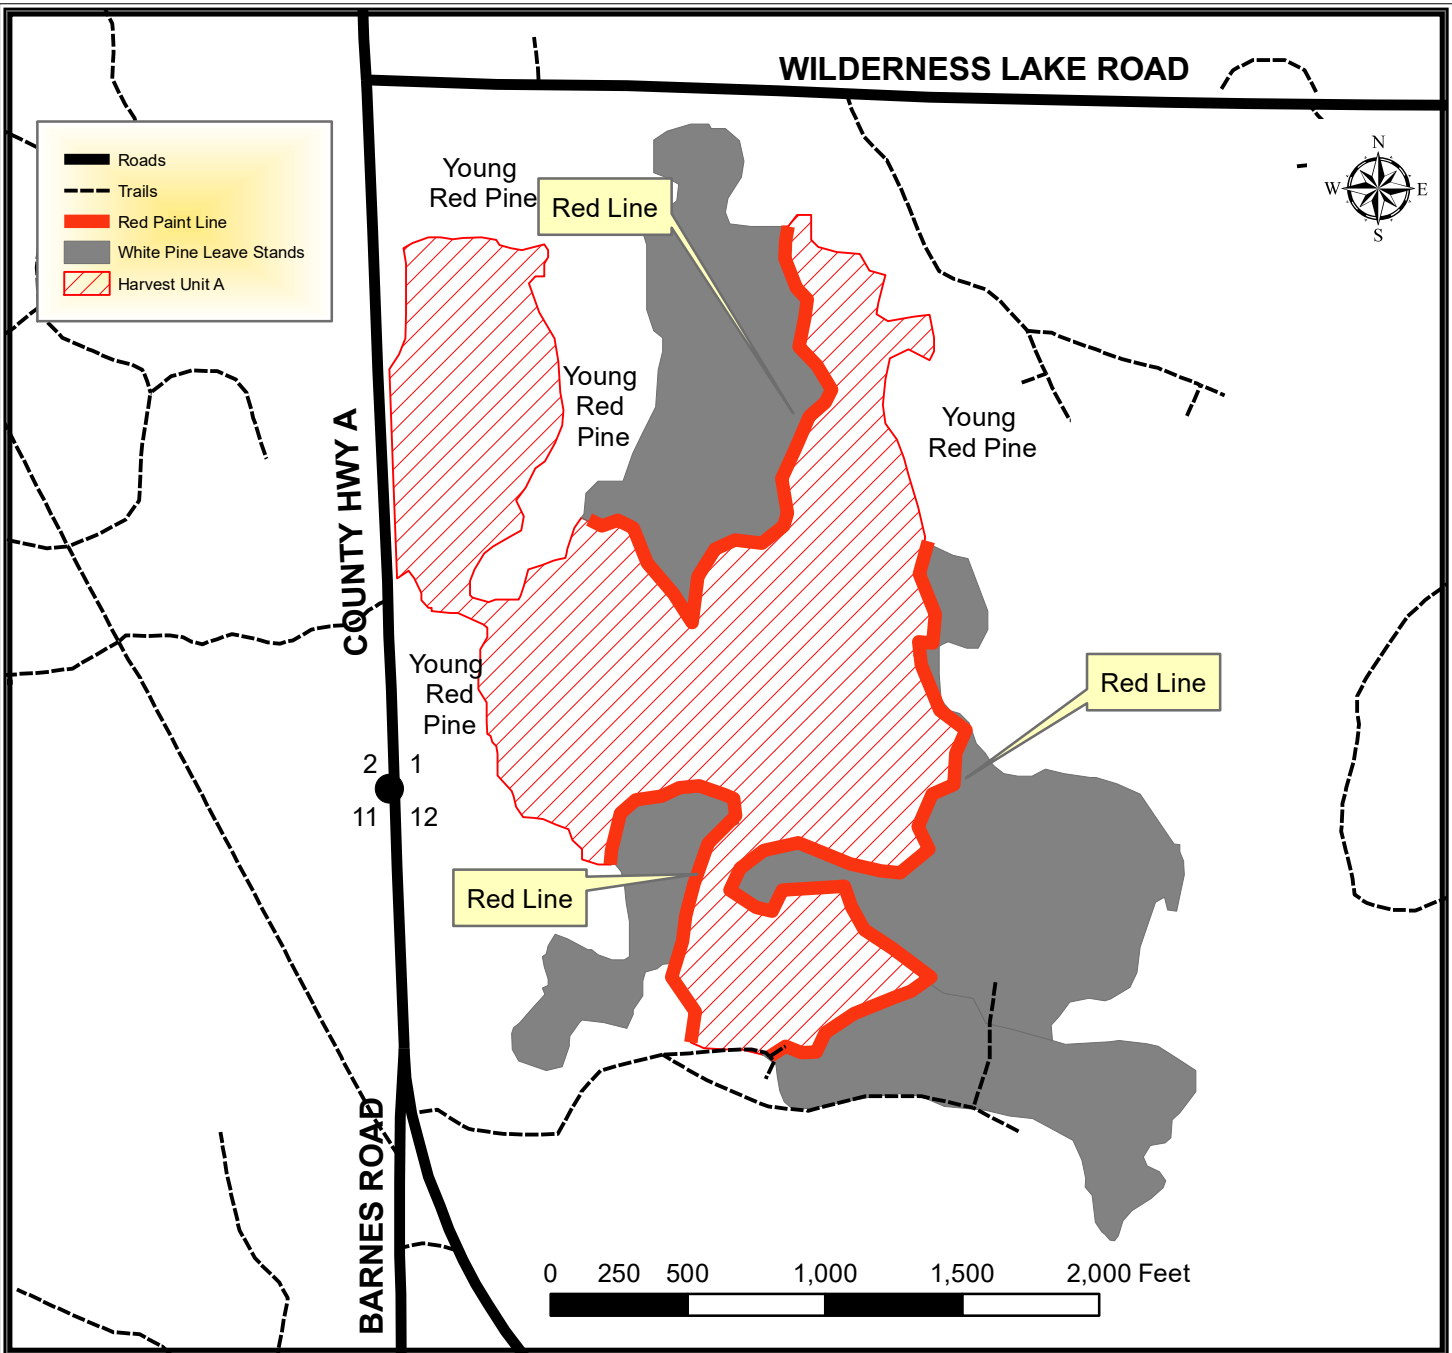 WILDERNESS LAKE ROAD
Roads
Trails
Red Paint Line
White Pine Leave Stands
Harvest Unit A
N
W E
S
Young
Red Pine
Red Line
Young
Red
Pine
Young
Red Pine
COUNTY HWY A
Young
Red
Pine
Red Line
2 1
11 12
Red Line
BARNES ROAD
0 250 500 1,000 1,500 2,000 Feet